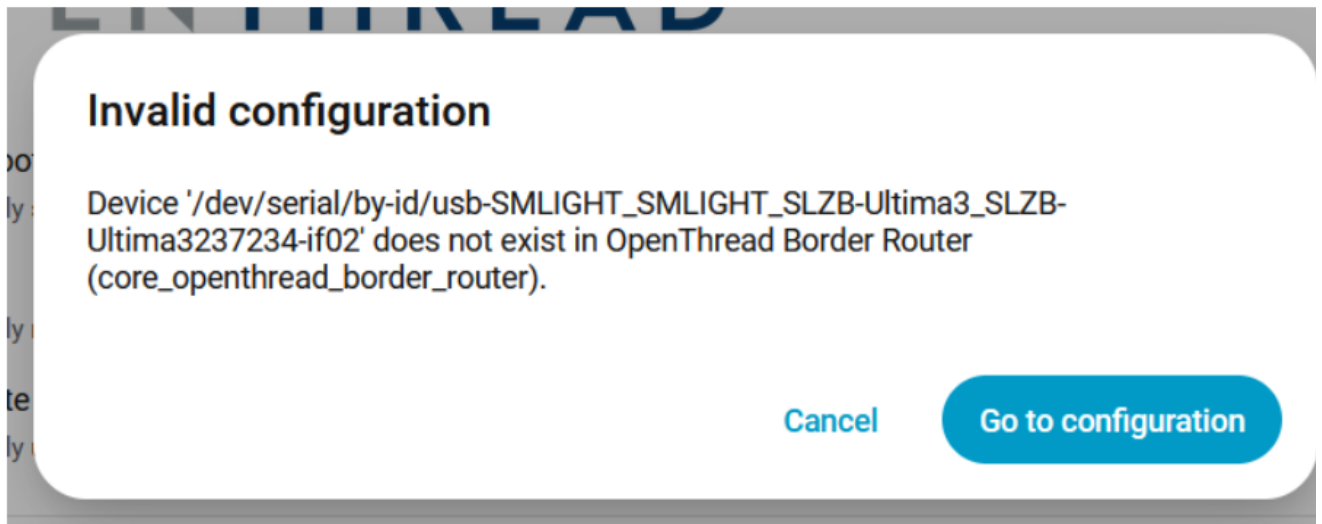 Invalid configuration
Device '/dev/serial/by-id/usb-SMLIGHT_SMLIGHT_SLZB-Ultima3_SLZB-
Ultima3237234-if02' does not exist in OpenThread Border Router
(core_openthread_border_router).
Cancel
Go to configuration